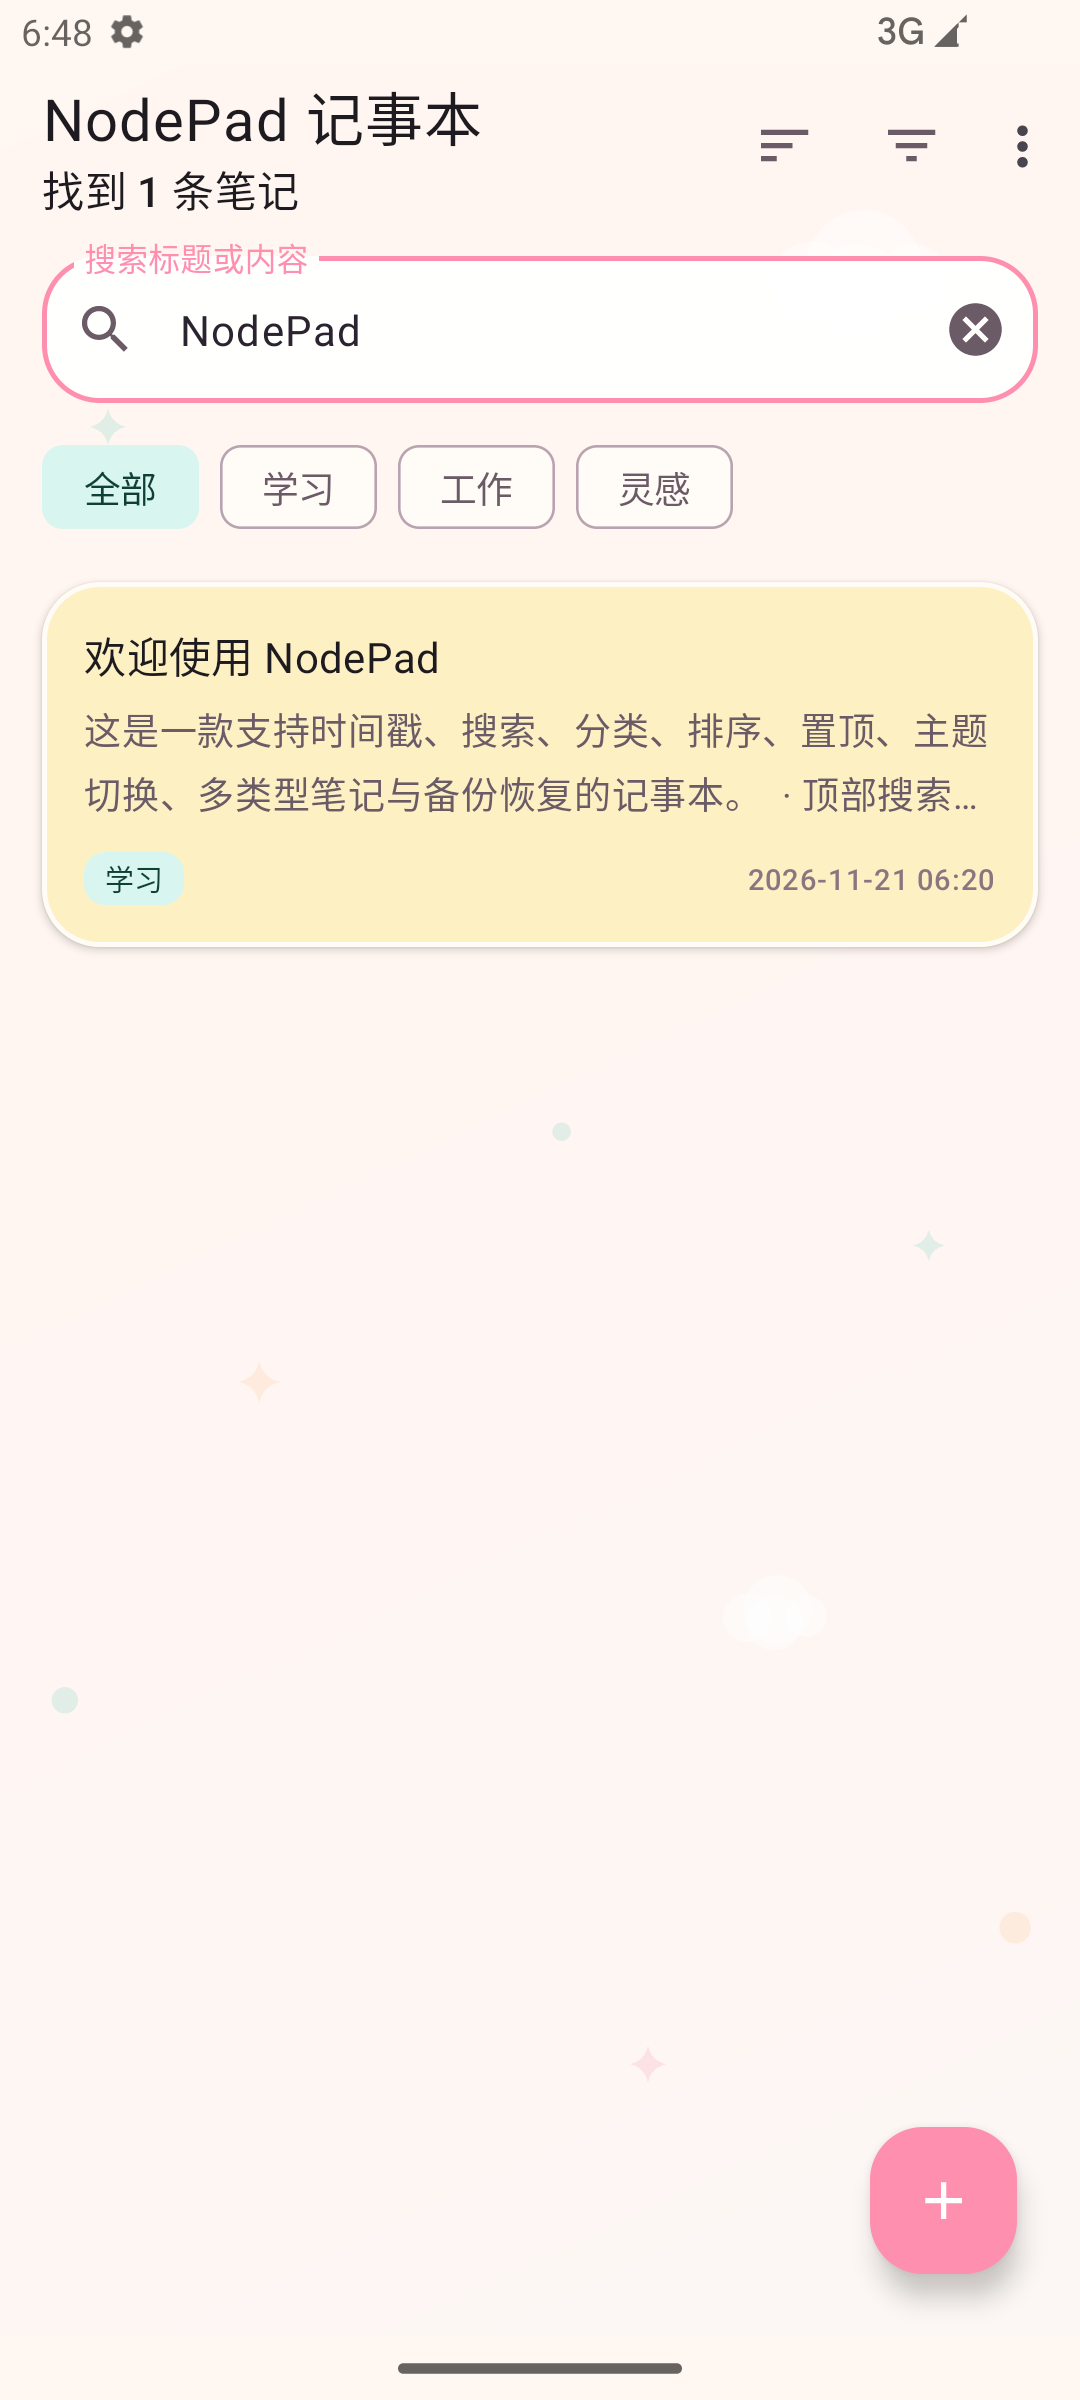 6:48
3G
NodePad 记事本
找到 1 条笔记
搜索标题或内容
NodePad
全部
学习
工作
灵感
欢迎使用 NodePad
这是一款支持时间戳、搜索、分类、排序、置顶、主题
切换、多类型笔记与备份恢复的记事本。 · 顶部搜索…
学习
2026-11-21 06:20